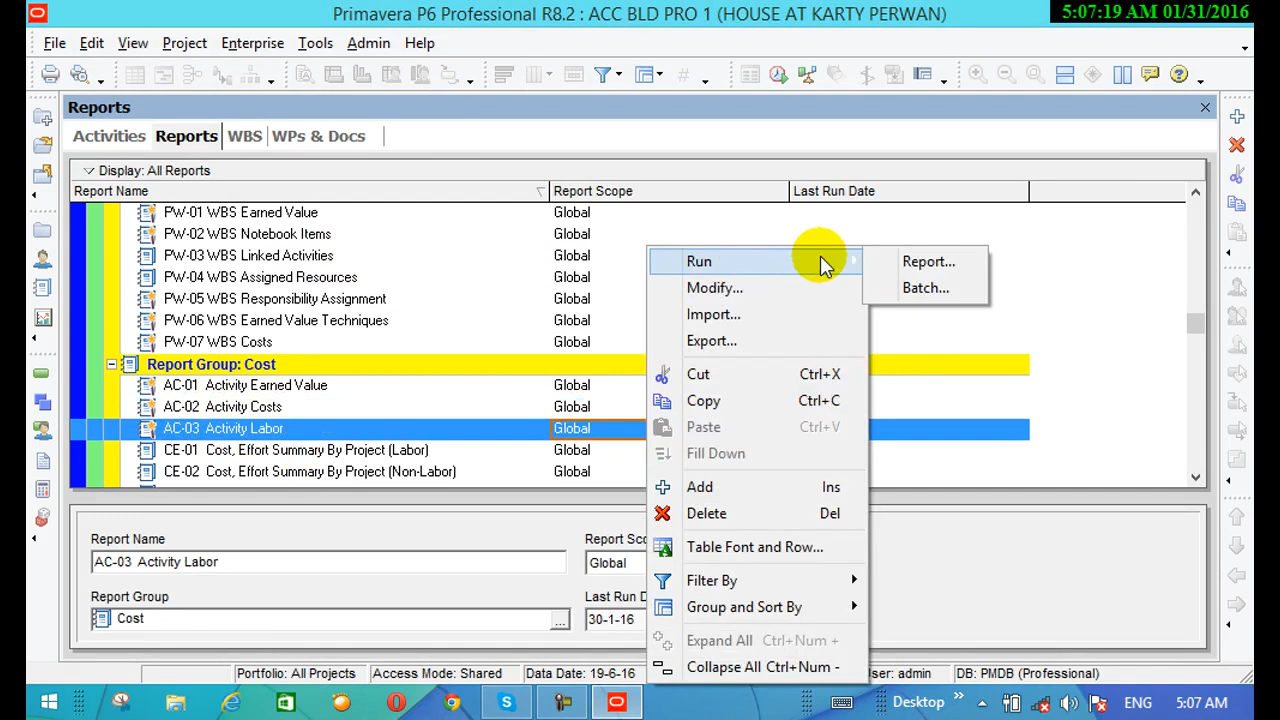 Primavera P6 Professional R8.2 : ACC BLD PRO 1 (HOUSE AT KARTY PERWAN)
5:07:19 AM 01/31/2016
File Edit View Project Enterprise Tools Admin Help
Reports
Activities Reports WBS WPs & Docs
Display: All Reports
Report Name Report Scope Last Run Date
PW-01 WBS Earned Value Global
PW-02 WBS Notebook Items Global
PW-03 WBS Linked Activities Global
PW-04 WBS Assigned Resources Global
PW-05 WBS Responsibility Assignment Global
PW-06 WBS Earned Value Techniques Global
PW-07 WBS Costs Global
Report Group: Cost
AC-01 Activity Earned Value Global
AC-02 Activity Costs Global
AC-03 Activity Labor Global
CE-01 Cost, Effort Summary By Project (Labor) Global
CE-02 Cost, Effort Summary By Project (Non-Labor) Global
Run
Modify...
Import...
Export...
Cut Ctrl+X
Copy Ctrl+C
Paste Ctrl+V
Fill Down
Add Ins
Delete Del
Table Font and Row...
Filter By
Group and Sort By
Expand All Ctrl+Num +
Collapse All Ctrl+Num -
Report...
Batch...
Report Name
AC-03 Activity Labor
Report Group
Cost
...
Report Sco
Global
Last Run D
30-1-16
Portfolio: All Projects Access Mode: Shared Data Date: 19-6-16 User: admin DB: PMDB (Professional)
Desktop ENG 5:07 AM